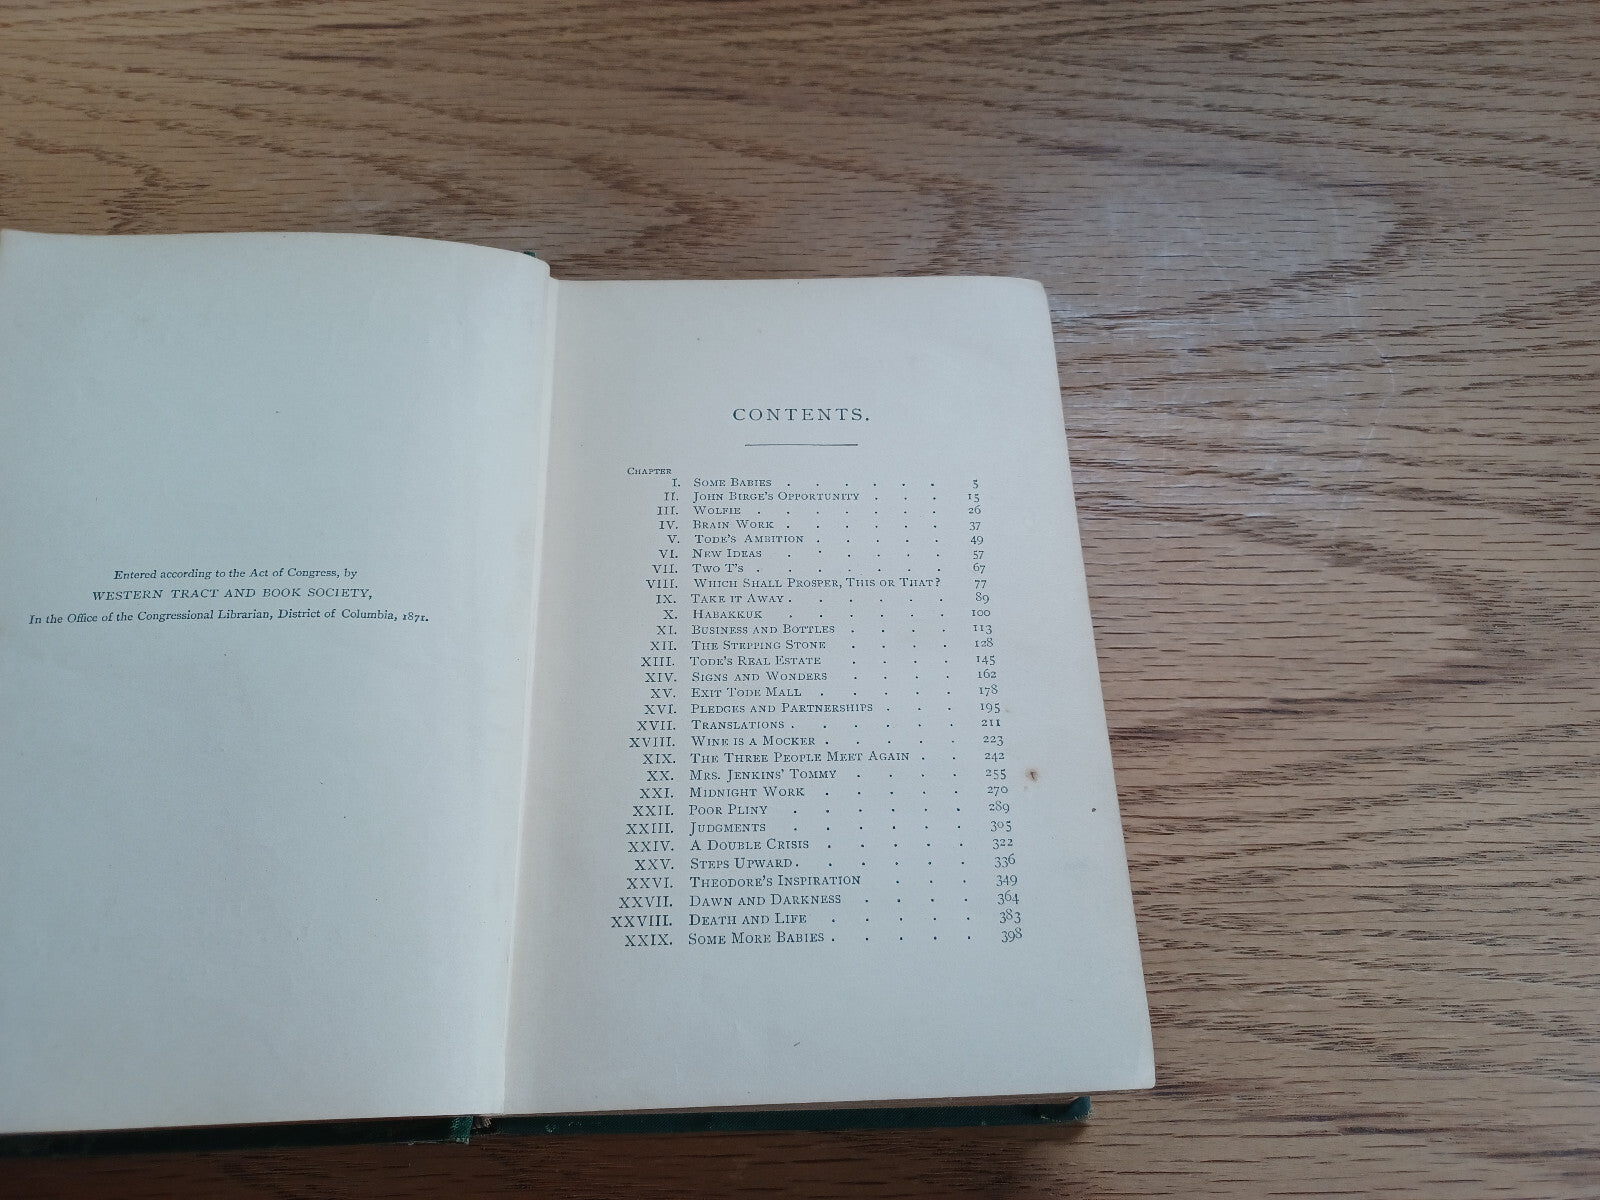 Entered according to the Act of Congress, by
WESTERN TRACT AND BOOK SOCIETY,
In the Office of the Congressional Librarian, District of Columbia, 1871.
CONTENTS.
CHAPTER
I. SOME BABIES . . . . . . 5
II. JOHN BIRGE'S OPPORTUNITY . . . 15
III. WOLFIE . . . . . . . 26
IV. BRAIN WORK . . . . . . 37
V. TODE'S AMBITION . . . . . 49
VI. NEW IDEAS . . . . . . 57
VII. TWO T'S . . . . . . . 67
VIII. WHICH SHALL PROSPER, THIS OR THAT? 77
IX. TAKE IT AWAY . . . . . . 89
X. HABAKKUK . . . . . . 100
XI. BUSINESS AND BOTTLES . . . . 113
XII. THE STEPPING STONE . . . . 128
XIII. TODE'S REAL ESTATE . . . . 145
XIV. SIGNS AND WONDERS . . . . 162
XV. EXIT TODE MALL . . . . . 178
XVI. PLEDGES AND PARTNERSHIPS . . . 195
XVII. TRANSLATIONS . . . . . . 211
XVIII. WINE IS A MOCKER . . . . . 223
XIX. THE THREE PEOPLE MEET AGAIN . . 242
XX. MRS. JENKINS' TOMMY . . . . 255
XXI. MIDNIGHT WORK . . . . . 270
XXII. POOR PLINY . . . . . . 289
XXIII. JUDGMENTS . . . . . . 305
XXIV. A DOUBLE CRISIS . . . . . 322
XXV. STEPS UPWARD . . . . . . 336
XXVI. THEODORE'S INSPIRATION . . . 349
XXVII. DAWN AND DARKNESS . . . . 364
XXVIII. DEATH AND LIFE . . . . . 383
XXIX. SOME MORE BABIES . . . . . 398